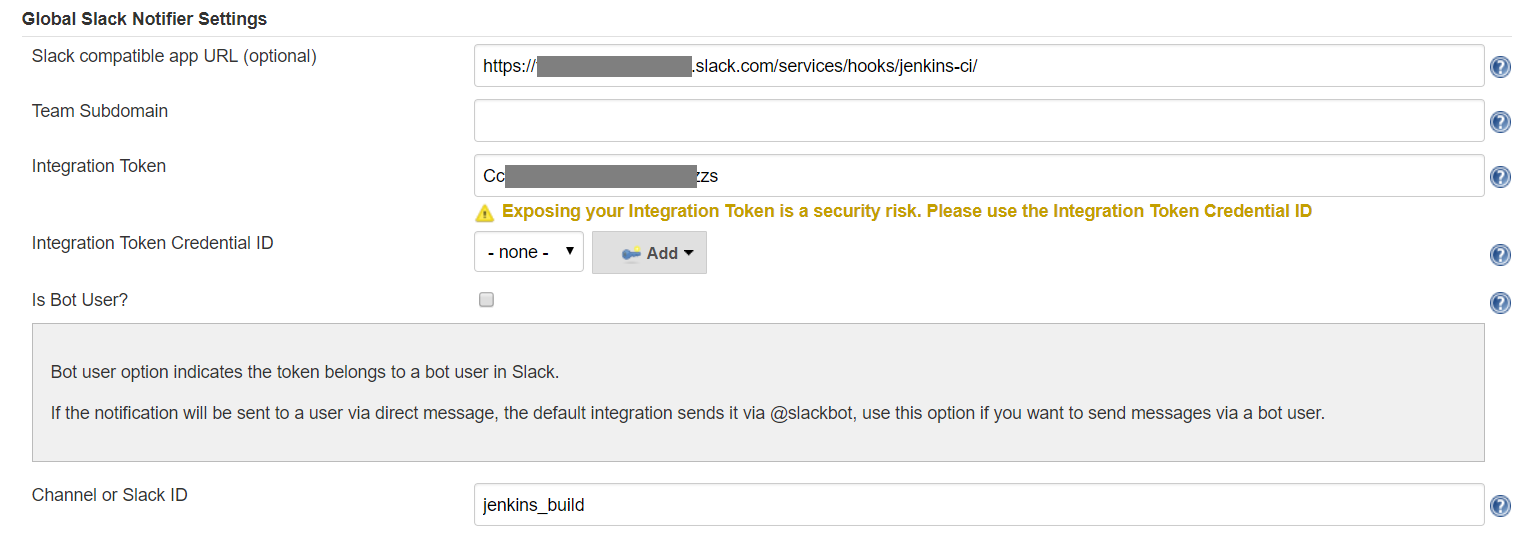 Global Slack Notifier Settings
Slack compatible app URL (optional)
https:// .slack.com/services/hooks/jenkins-ci/
Team Subdomain
Integration Token
Cc zzs
Exposing your Integration Token is a security risk. Please use the Integration Token Credential ID
Integration Token Credential ID
- none -
Add
Is Bot User?
Bot user option indicates the token belongs to a bot user in Slack.
If the notification will be sent to a user via direct message, the default integration sends it via @slackbot, use this option if you want to send messages via a bot user.
Channel or Slack ID
jenkins_build